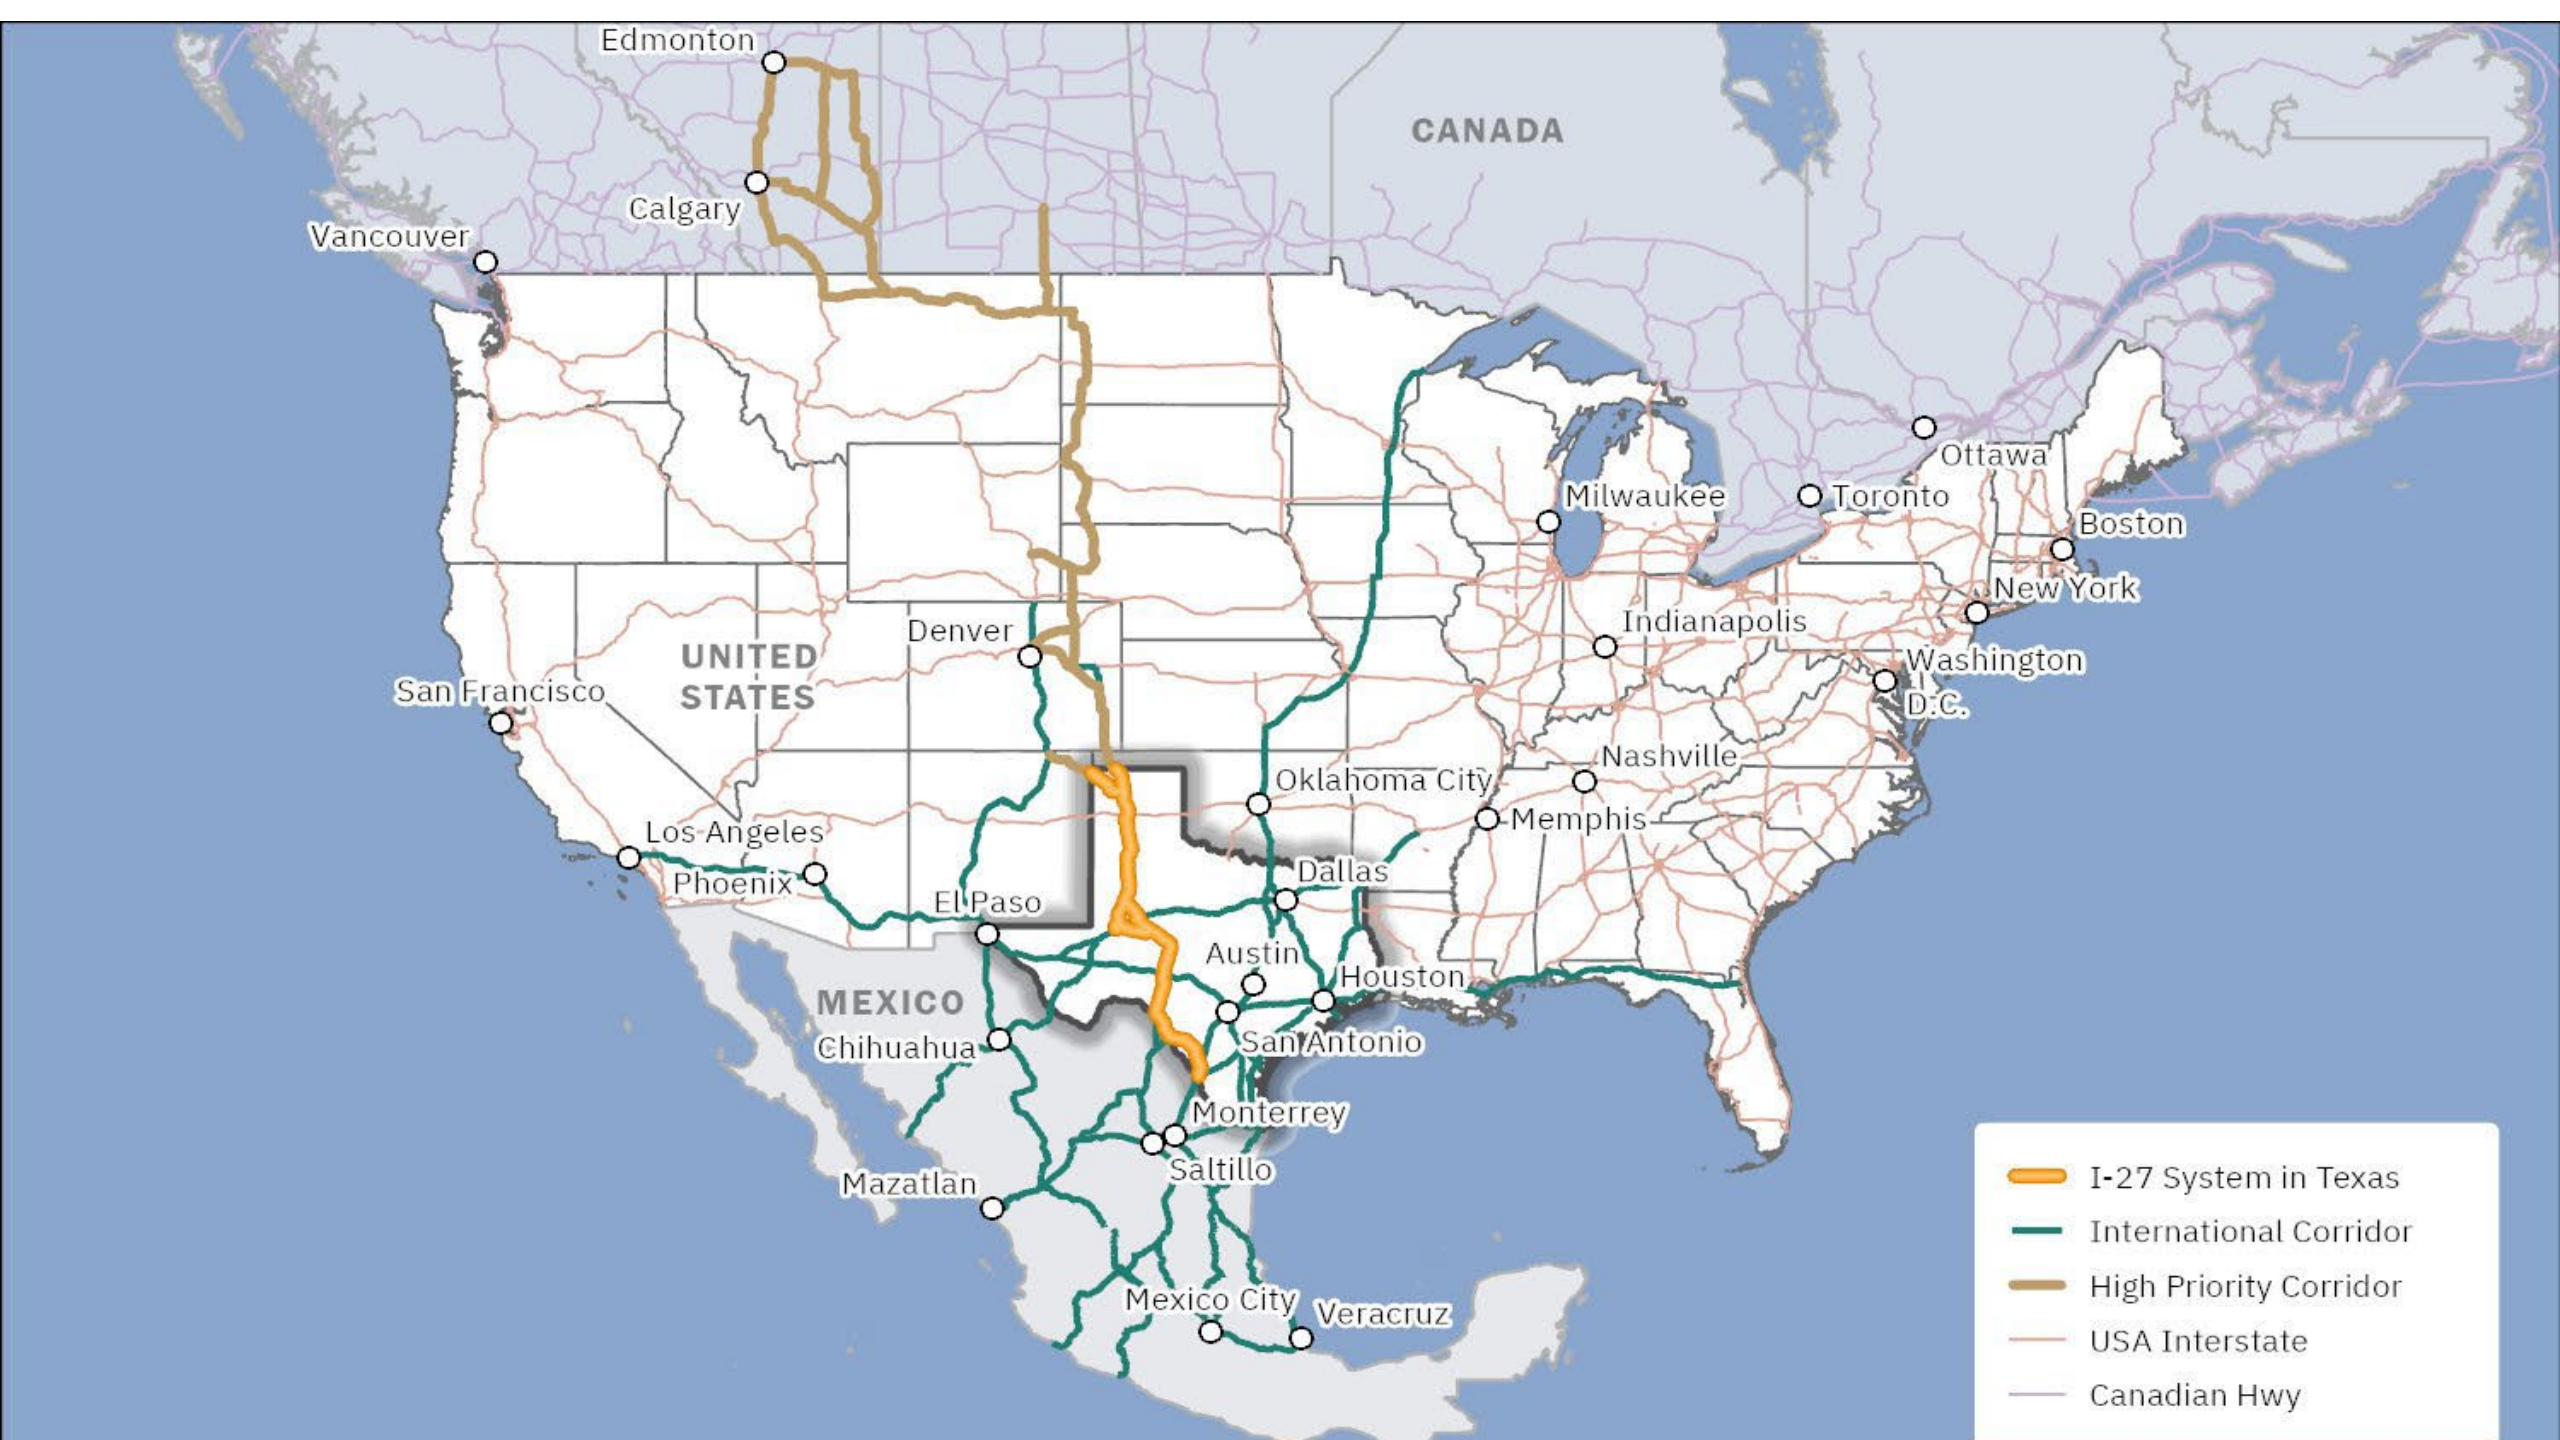 Edmonton
CANADA
Calgary
Vancouver
Ottawa
Milwaukee
Toronto
Boston
New York
Indianapolis
Denver
UNITED
STATES
Washington
D.C.
San Francisco
Nashville
Oklahoma City
Memphis
Los Angeles
Phoenix
Dallas
El Paso
Austin
Houston
MEXICO
San Antonio
Chihuahua
Monterrey
Saltillo
Mazatlan
Mexico City
Veracruz
I-27 System in Texas
International Corridor
High Priority Corridor
USA Interstate
Canadian Hwy